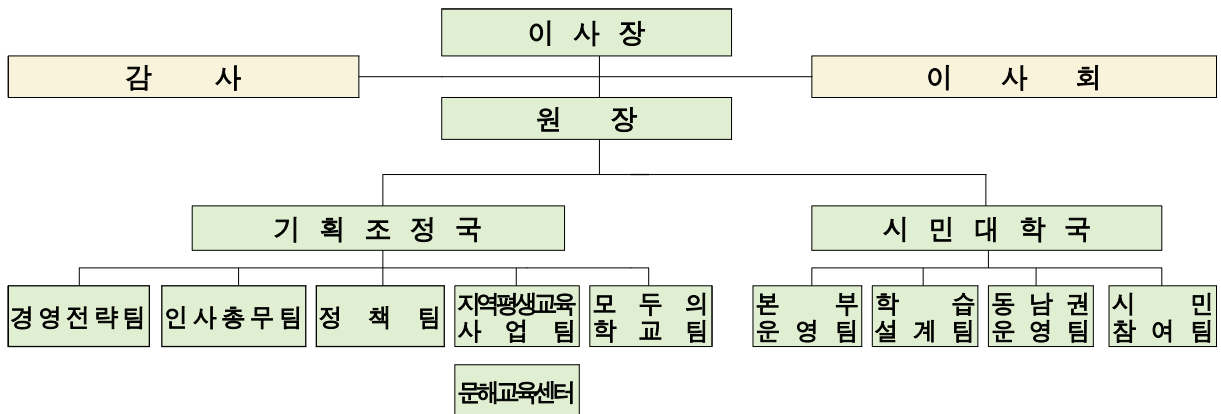 이 사 장
감 사
이 사 회
원 장
기 획 조 정 국
시 민 대 학 국
경영전략팀
인사총무팀
정 책 팀
지역평생교육
사 업 팀
모 두 의
학 교 팀
본 부
운 영 팀
학 습
설 계 팀
동 남 권
운 영 팀
시 민
참 여 팀
문해교육센터